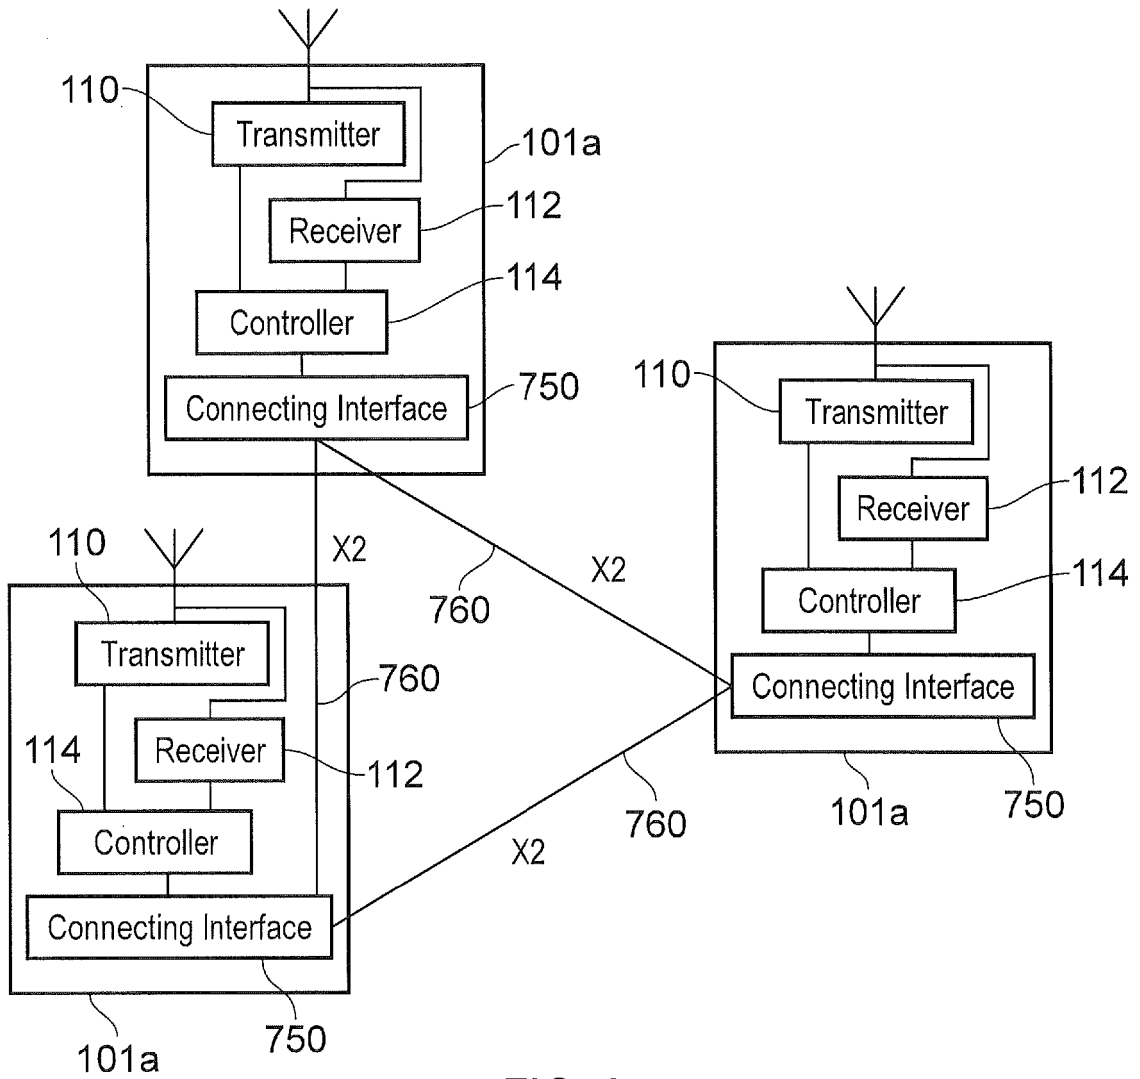 110
Transmitter
101a
112
Receiver
114
Controller
750
Connecting Interface
110
Transmitter
112
Receiver
114
Controller
Connecting Interface
101a
750
X2
760
X2
760
X2
760
110
Transmitter
114
Receiver
112
Controller
Connecting Interface
750
101a